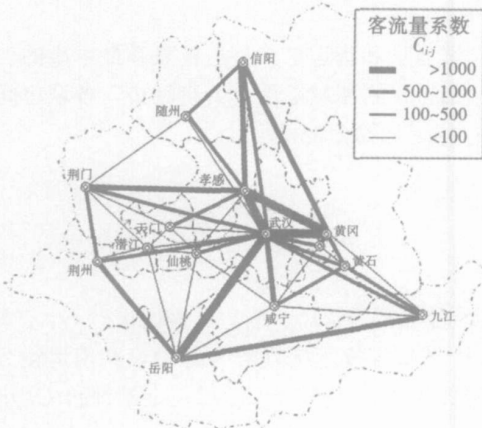 客流量系数
Ci-j
>1000
500~1000
100~500
<100
信阳
随州
荆门
孝感
天门
武汉
黄冈
潜江
仙桃
黄石
荆州
咸宁
九江
岳阳